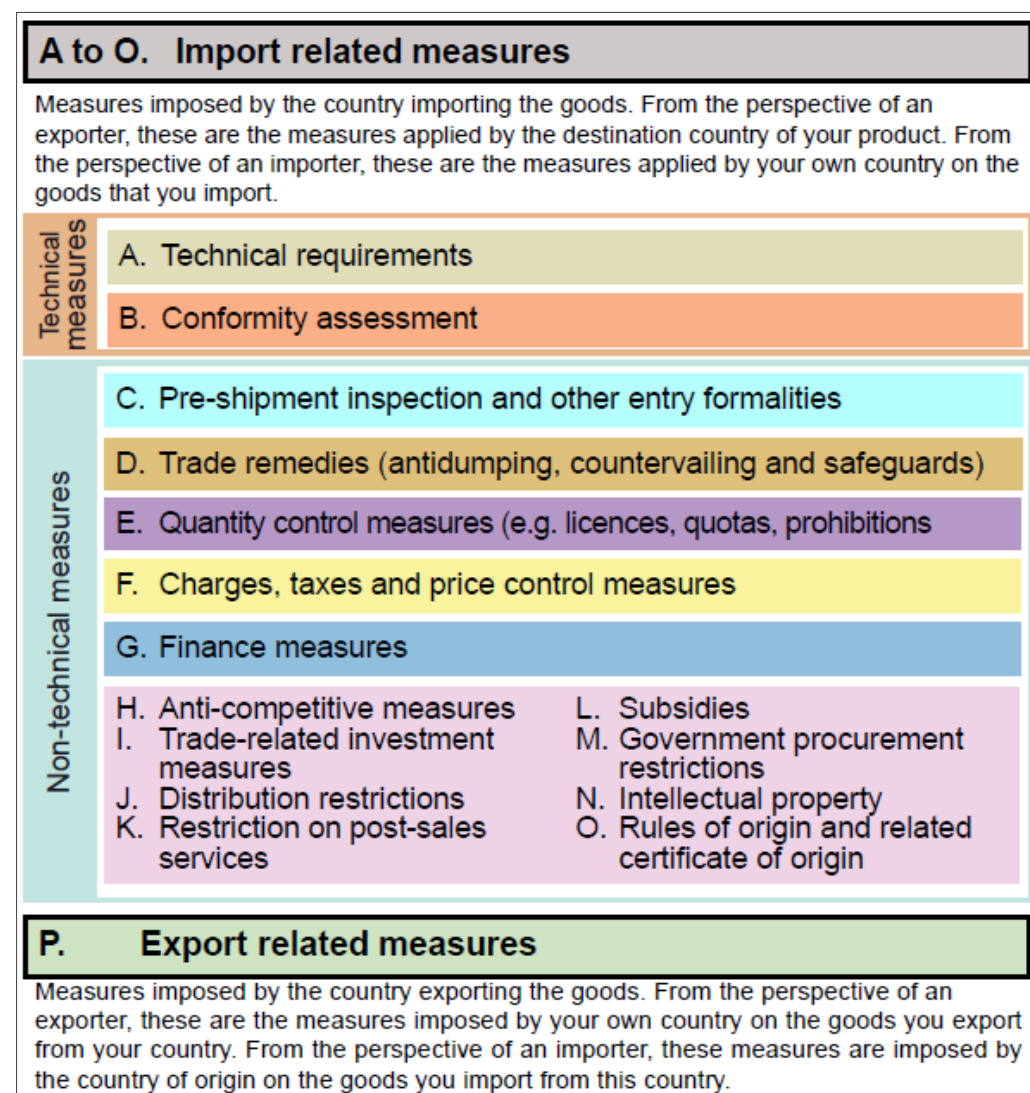 A to O. Import related measures
Measures imposed by the country importing the goods. From the perspective of an
exporter, these are the measures applied by the destination country of your product. From
the perspective of an importer, these are the measures applied by your own country on the
goods that you import.
Technical
measures
A. Technical requirements
B. Conformity assessment
Non-technical measures
C. Pre-shipment inspection and other entry formalities
D. Trade remedies (antidumping, countervailing and safeguards)
E. Quantity control measures (e.g. licences, quotas, prohibitions
F. Charges, taxes and price control measures
G. Finance measures
H. Anti-competitive measures
I. Trade-related investment
measures
J. Distribution restrictions
K. Restriction on post-sales
services
L. Subsidies
M. Government procurement
restrictions
N. Intellectual property
O. Rules of origin and related
certificate of origin
P. Export related measures
Measures imposed by the country exporting the goods. From the perspective of an
exporter, these are the measures imposed by your own country on the goods you export
from your country. From the perspective of an importer, these measures are imposed by
the country of origin on the goods you import from this country.